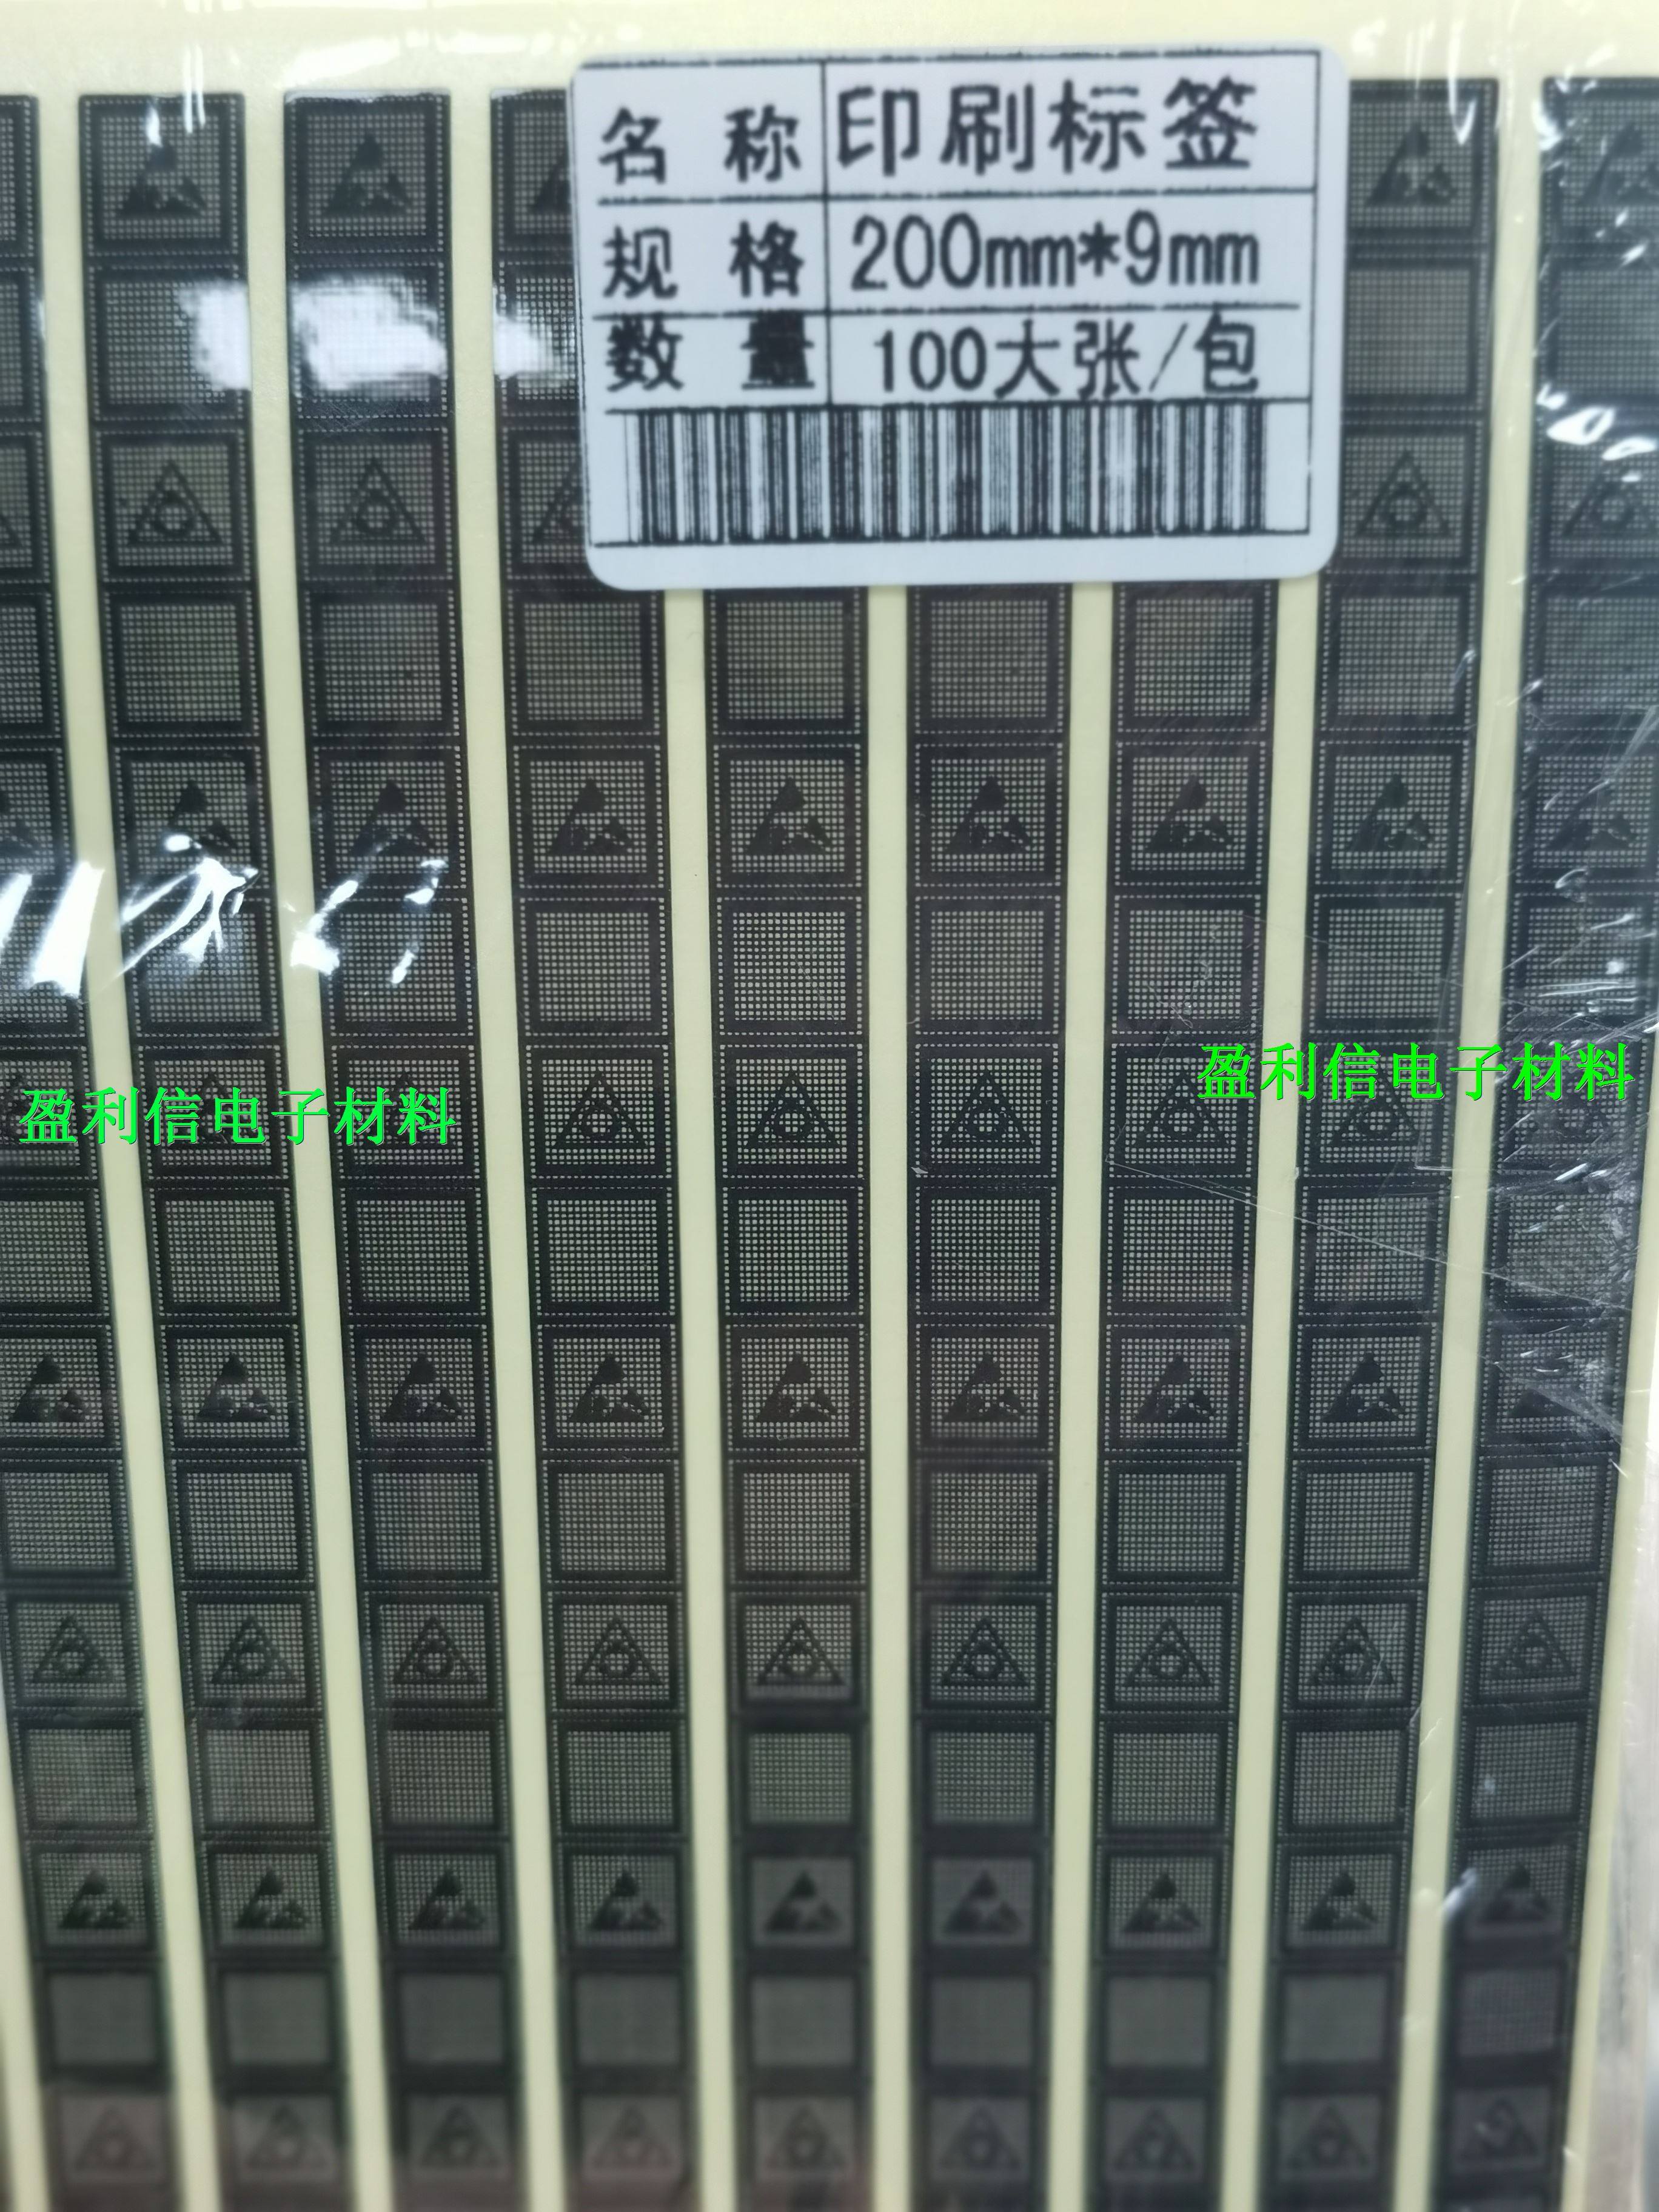 名 称 印刷标签
规 格 200mm*9mm
数 量 100大张/包
盈利信电子材料
盈利信电子材料